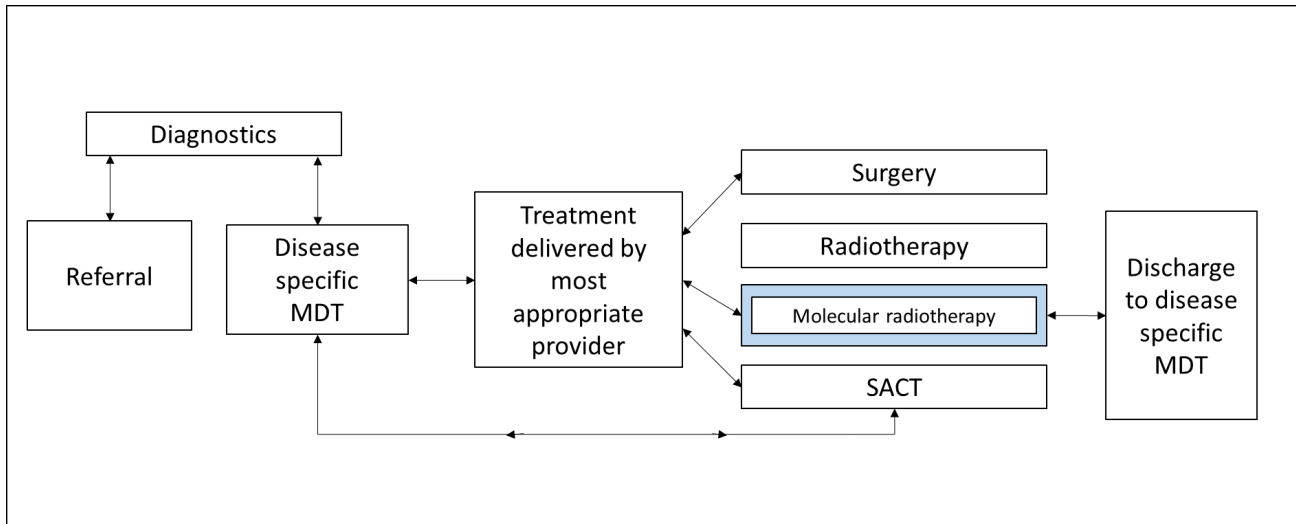 Diagnostics
Referral
Disease
specific
MDT
Treatment
delivered by
most
appropriate
provider
Surgery
Radiotherapy
Molecular radiotherapy
SACT
Discharge
to disease
specific
MDT